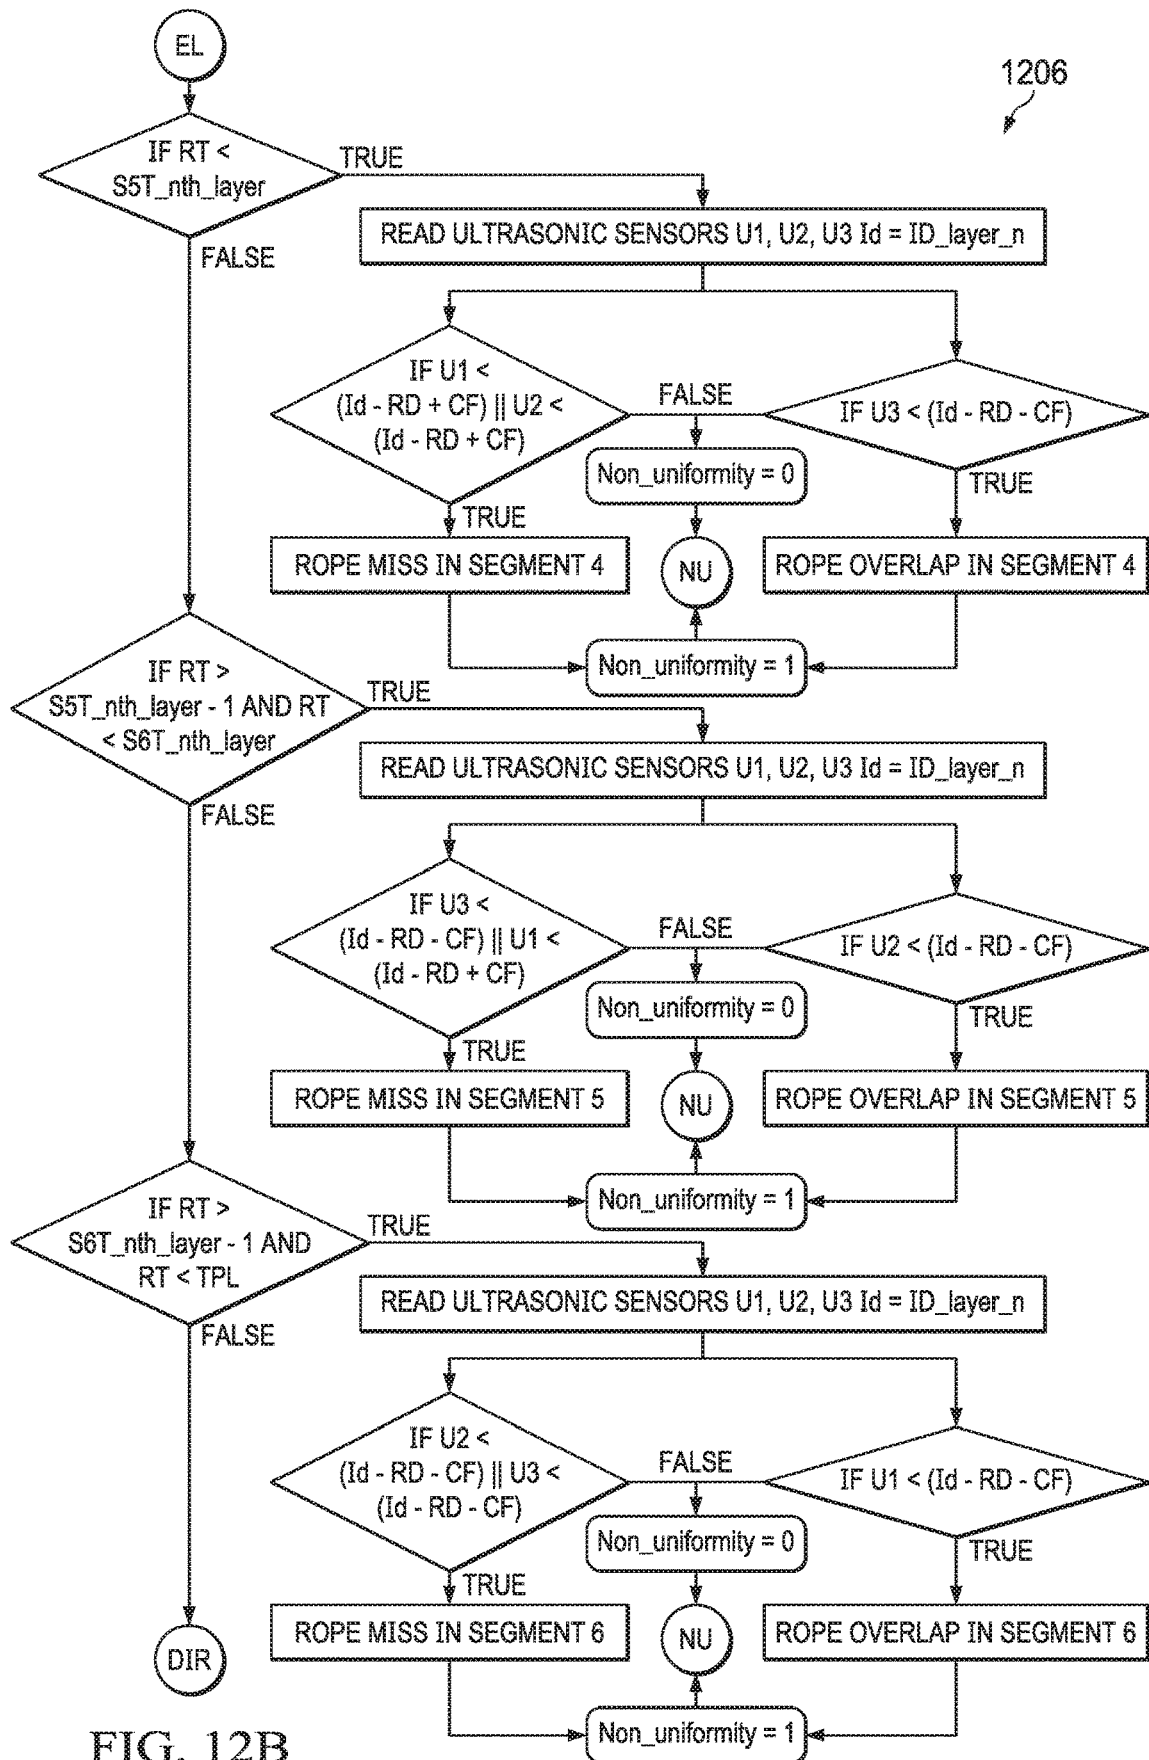 EL
1206
IF RT <
S5T_nth_layer
TRUE
FALSE
READ ULTRASONIC SENSORS U1, U2, U3 Id = ID_layer_n
IF U1 <
(Id - RD + CF) || U2 <
(Id - RD + CF)
FALSE
IF U3 < (Id - RD - CF)
Non_uniformity = 0
TRUE
TRUE
ROPE MISS IN SEGMENT 4
NU
ROPE OVERLAP IN SEGMENT 4
Non_uniformity = 1
IF RT >
S5T_nth_layer - 1 AND RT
< S6T_nth_layer
TRUE
FALSE
READ ULTRASONIC SENSORS U1, U2, U3 Id = ID_layer_n
IF U3 <
(Id - RD - CF) || U1 <
(Id - RD + CF)
FALSE
IF U2 < (Id - RD - CF)
Non_uniformity = 0
TRUE
TRUE
ROPE MISS IN SEGMENT 5
NU
ROPE OVERLAP IN SEGMENT 5
Non_uniformity = 1
IF RT >
S6T_nth_layer - 1 AND
RT < TPL
TRUE
FALSE
READ ULTRASONIC SENSORS U1, U2, U3 Id = ID_layer_n
IF U2 <
(Id - RD - CF) || U3 <
(Id - RD - CF)
FALSE
IF U1 < (Id - RD - CF)
Non_uniformity = 0
TRUE
TRUE
ROPE MISS IN SEGMENT 6
NU
ROPE OVERLAP IN SEGMENT 6
Non_uniformity = 1
DIR
FIG. 12B